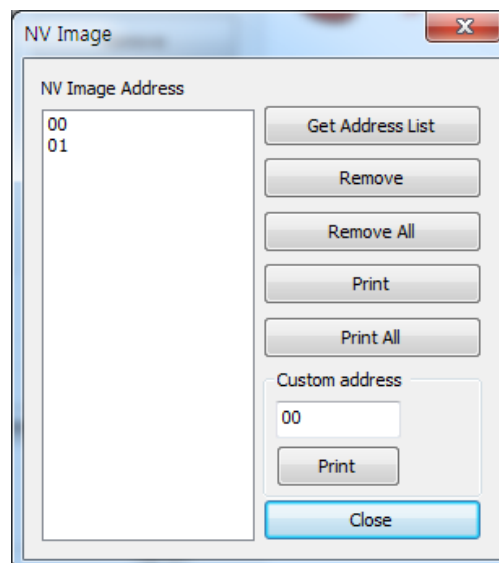 NV Image
NV Image Address
00
01
Get Address List
Remove
Remove All
Print
Print All
Custom address
00
Print
Close